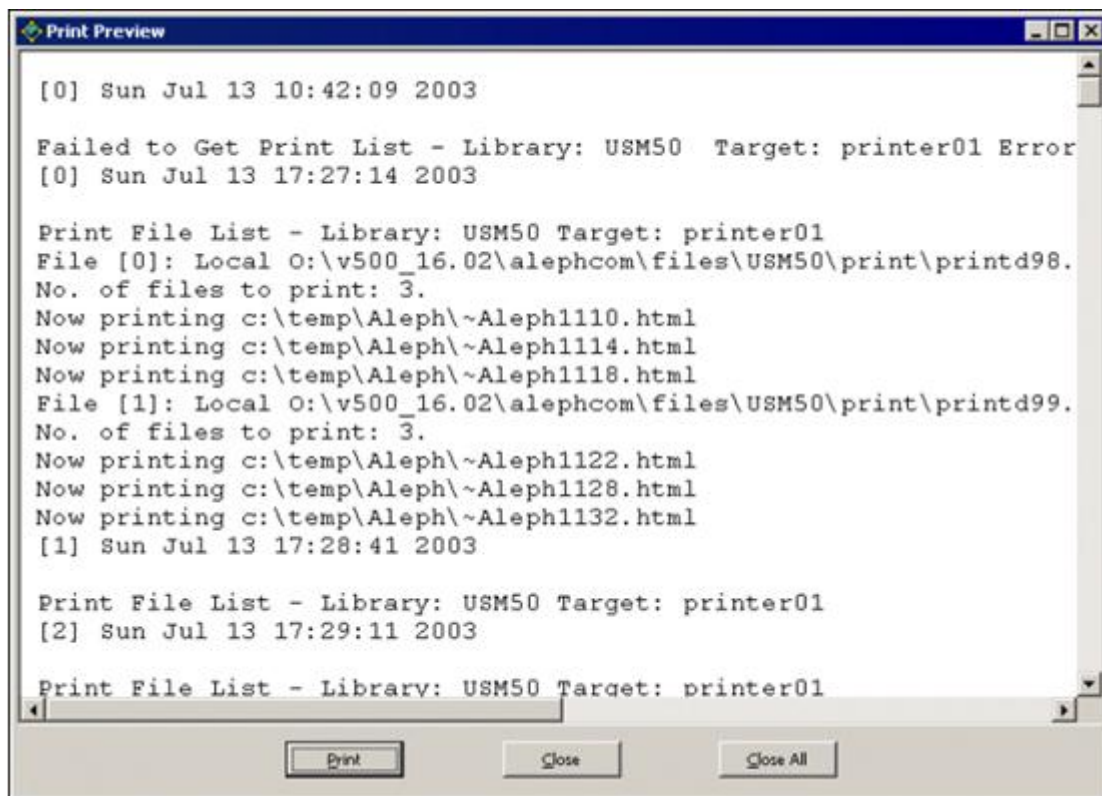 Print Preview
[0] Sun Jul 13 10:42:09 2003
Failed to Get Print List - Library: USM50  Target: printer01 Error
[0] Sun Jul 13 17:27:14 2003
Print File List - Library: USM50 Target: printer01
File [0]: Local O:\v500_16.02\alephcom\files\USM50\print\printd98.
No. of files to print: 3.
Now printing c:\temp\Aleph\~Aleph1110.html
Now printing c:\temp\Aleph\~Aleph1114.html
Now printing c:\temp\Aleph\~Aleph1118.html
File [1]: Local O:\v500_16.02\alephcom\files\USM50\print\printd99.
No. of files to print: 3.
Now printing c:\temp\Aleph\~Aleph1122.html
Now printing c:\temp\Aleph\~Aleph1128.html
Now printing c:\temp\Aleph\~Aleph1132.html
[1] Sun Jul 13 17:28:41 2003
Print File List - Library: USM50 Target: printer01
[2] Sun Jul 13 17:29:11 2003
Print File List - Library: USM50 Target: printer01
Print Close Close All